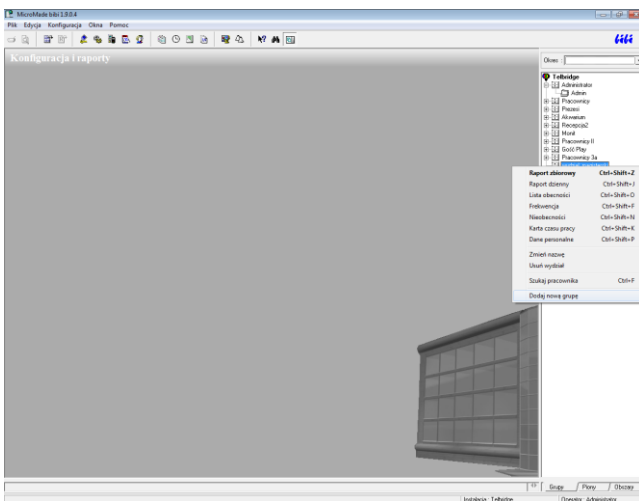 MicroMade bibi 1.9.0.4
Plik Edycja Konfiguracja Okna Pomoc
bibi
Konfiguracja i raporty
Okres :
Telbridge
Administrator
Admin
Pracownicy
Prezesi
Akwarium
Recepcja2
Monit
Pracownicy II
Gość Play
Pracownicy 3a
Raport zbiorowy Ctrl+Shift+Z
Raport dzienny Ctrl+Shift+J
Lista obecności Ctrl+Shift+O
Frekwencja Ctrl+Shift+F
Nieobecności Ctrl+Shift+N
Karta czasu pracy Ctrl+Shift+K
Dane personalne Ctrl+Shift+P
Zmień nazwę
Usuń wydział
Szukaj pracownika Ctrl+F
Dodaj nową grupę
Grupy Piony Obszary
Instalacja : Telbridge Operator : Administrator